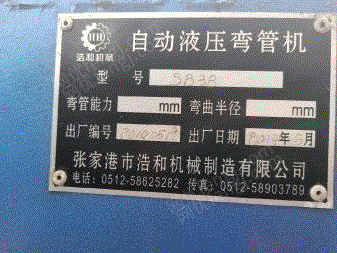 自动液压弯管机
浩和机械
型 号 SB38
弯管能力 mm 弯曲半径 mm
出厂编号 出厂日期 年 月
张家港市浩和机械制造有限公司
电话：0512-58625282 传真：0512-58903789